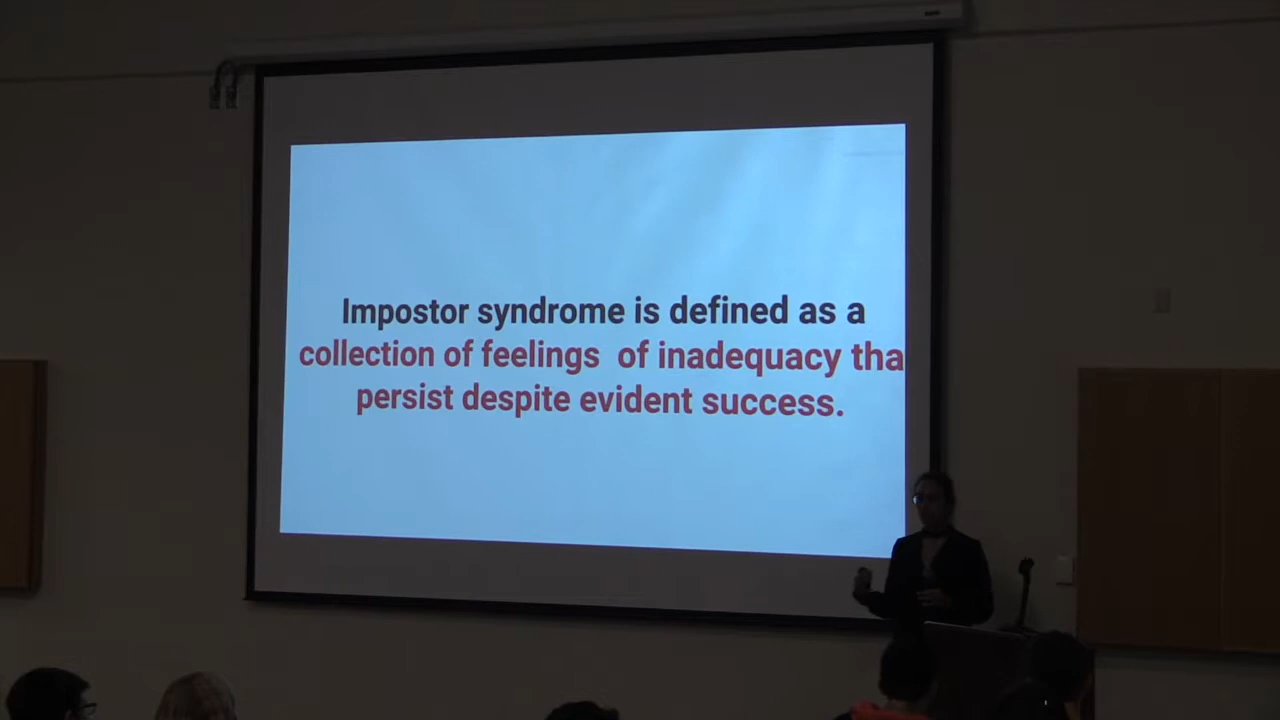 Impostor syndrome is defined as a
collection of feelings of inadequacy tha
persist despite evident success.